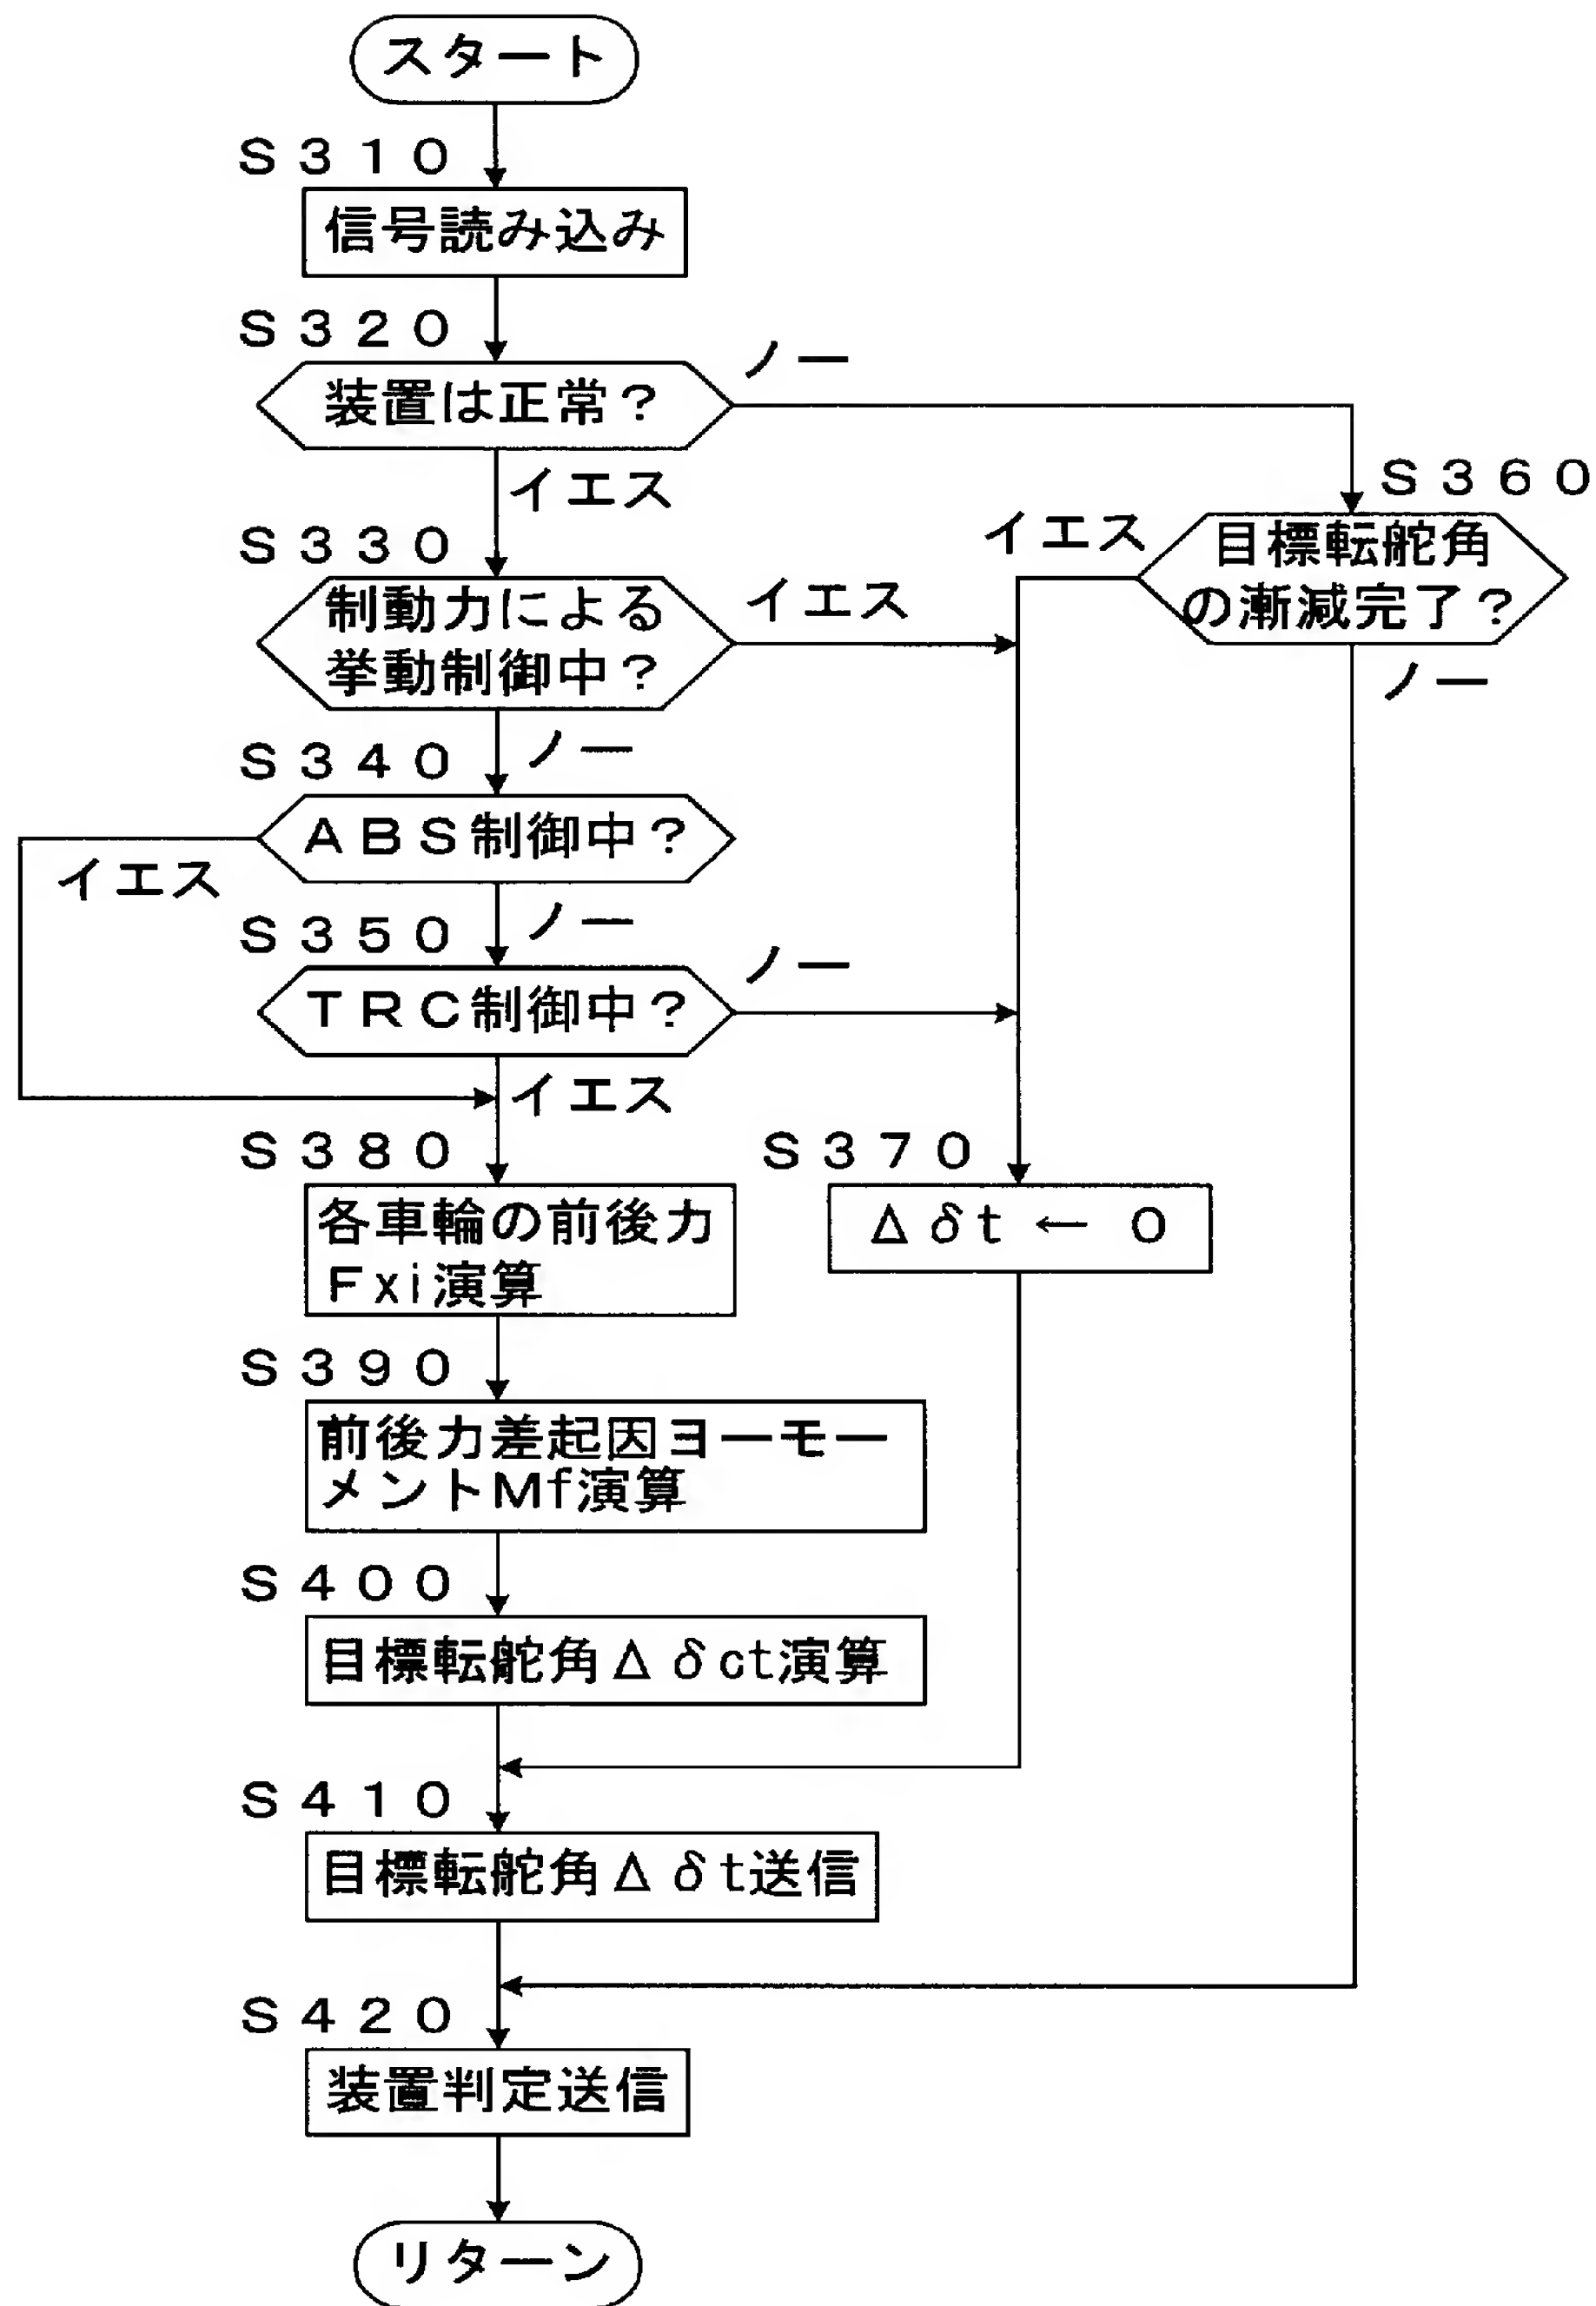 スタート
S310
信号読み込み
S320
装置は正常?
ノー
イエス
S360
目標転舵角
の漸減完了?
イエス
ノー
S330
制動力による
挙動制御中?
イエス
ノー
S340
ABS制御中?
イエス
ノー
S350
TRC制御中?
ノー
イエス
S380
各車輪の前後力
Fxi演算
S370
Δδt ← 0
S390
前後力差起因ヨーモー
メントMf演算
S400
目標転舵角Δδct演算
S410
目標転舵角Δδt送信
S420
装置判定送信
リターン